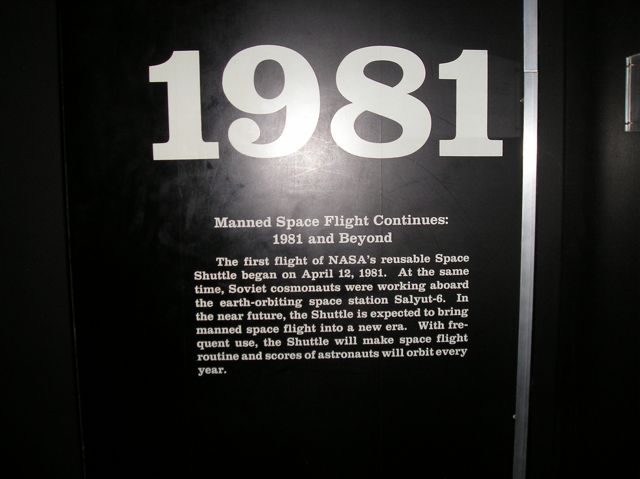 1981
Manned Space Flight Continues:
1981 and Beyond
The first flight of NASA's reusable Space
Shuttle began on April 12, 1981. At the same
time, Soviet cosmonauts were working aboard
the earth-orbiting space station Salyut-6. In
the near future, the Shuttle is expected to bring
manned space flight into a new era. With fre-
quent use, the Shuttle will make space flight
routine and scores of astronauts will orbit every
year.